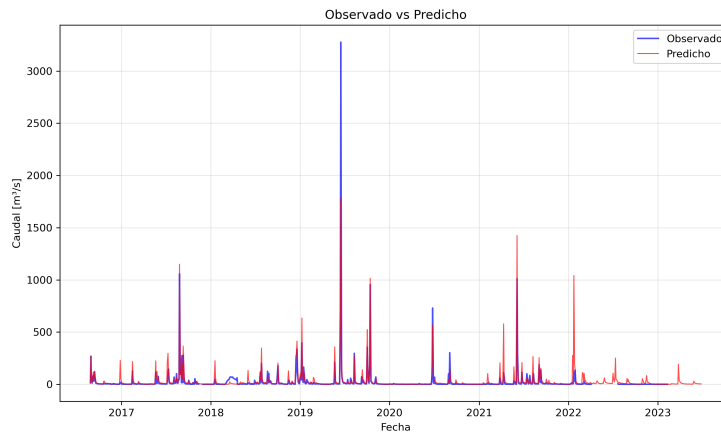 Observado vs Predicho
Observado
Predicho
Caudal [m³/s]
3000
2500
2000
1500
1000
500
0
2017 2018 2019 2020 2021 2022 2023
Fecha